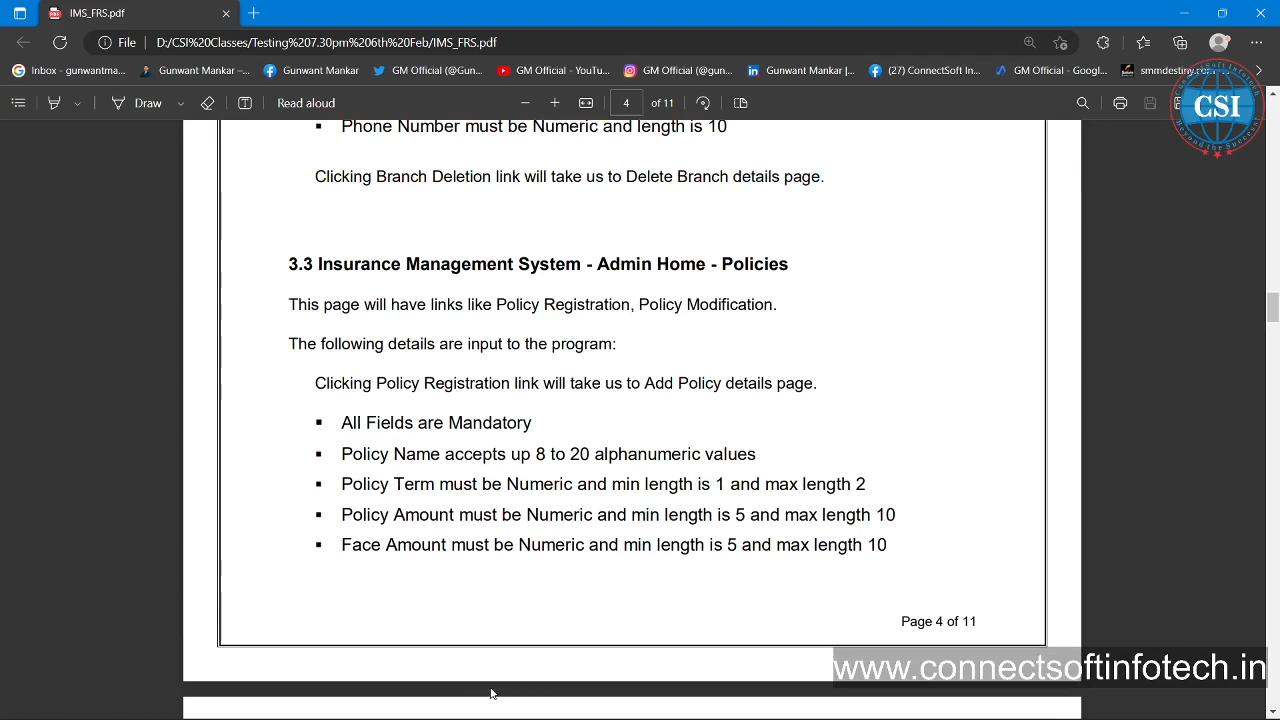 IMS_FRS.pdf
File D:/CSI%20Classes/Testing%207.30pm%206th%20Feb/IMS_FRS.pdf
Inbox - gunwantma... Gunwant Mankar –... Gunwant Mankar GM Official (@Gun... GM Official - YouTu... GM Official (@gun... Gunwant Mankar |... (27) ConnectSoft In... GM Official - Googl... smmdestiny.com
Draw Read aloud 4 of 11
CSI
Beyond the Success
Phone Number must be Numeric and length is 10
Clicking Branch Deletion link will take us to Delete Branch details page.
3.3 Insurance Management System - Admin Home - Policies
This page will have links like Policy Registration, Policy Modification.
The following details are input to the program:
Clicking Policy Registration link will take us to Add Policy details page.
▪ All Fields are Mandatory
▪ Policy Name accepts up 8 to 20 alphanumeric values
▪ Policy Term must be Numeric and min length is 1 and max length 2
▪ Policy Amount must be Numeric and min length is 5 and max length 10
▪ Face Amount must be Numeric and min length is 5 and max length 10
Page 4 of 11
www.connectsoftinfotech.in